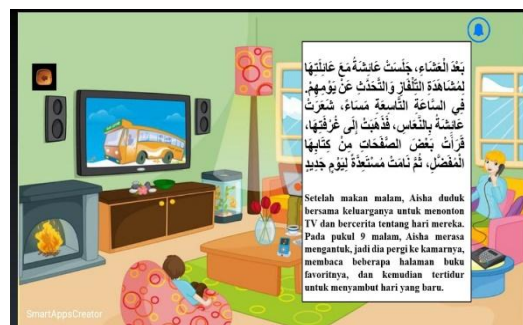 بَعْدَ الْعَشَاءِ، جَلَسَتْ عَائِشَةُ مَعَ عَائِلَتِهَا
لِمُشَاهَدَةِ التِّلْفَازِ وَالتَّحَدُّثِ عَنْ يَوْمِهِمْ.
فِي السَّاعَةِ التَّاسِعَةِ مَسَاءً، شَعَرَتْ
عَائِشَةُ بِالنُّعَاسِ، فَذَهَبَتْ إِلَى غُرْفَتِهَا،
قَرَأَتْ بَعْضَ الصَّفَحَاتِ مِنْ كِتَابِهَا
الْمُفَضَّلِ، ثُمَّ نَامَتْ مُسْتَعِدَّةً لِيَوْمٍ جَدِيدٍ
Setelah makan malam, Aisha duduk
bersama keluarganya untuk menonton
TV dan bercerita tentang hari mereka.
Pada pukul 9 malam, Aisha merasa
mengantuk, jadi dia pergi ke kamarnya,
membaca beberapa halaman buku
favoritnya, dan kemudian tertidur
untuk menyambut hari yang baru.
SmartAppsCreator